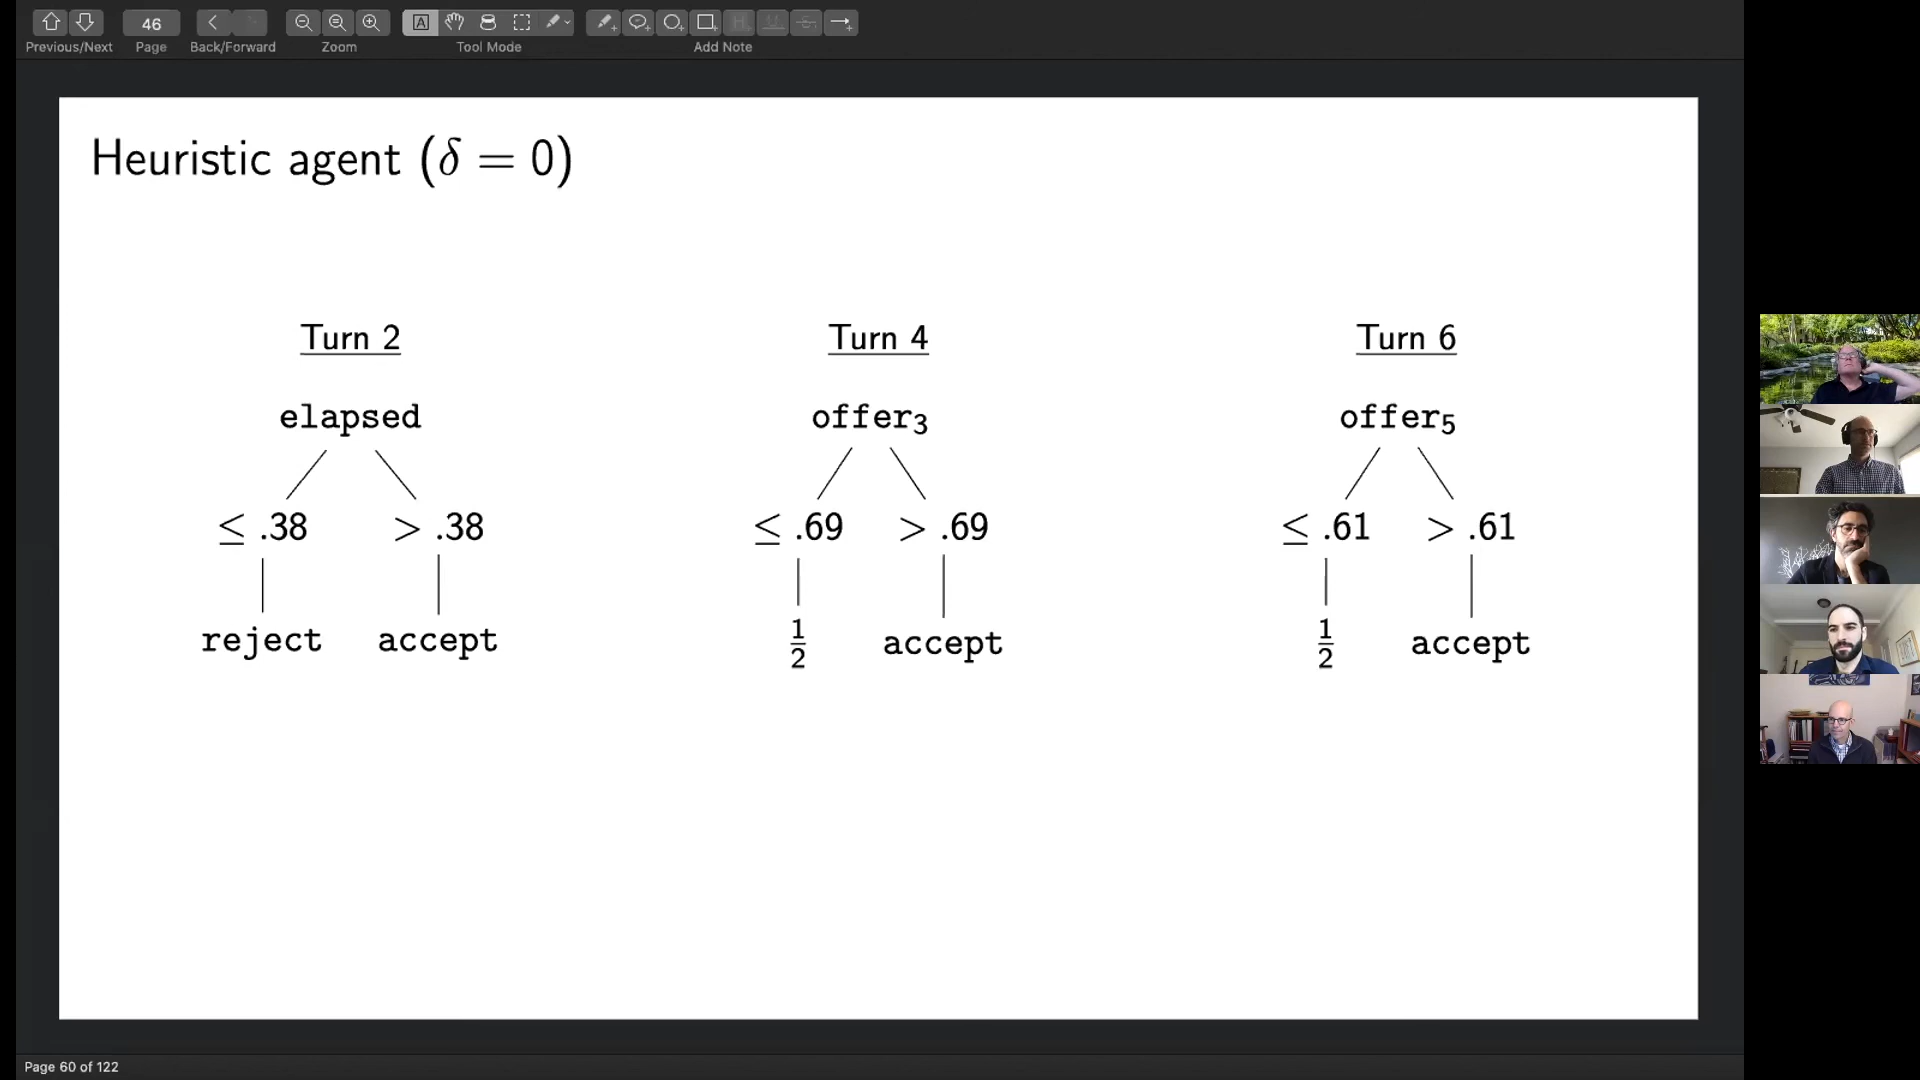 46
Previous/Next Page Back/Forward Zoom Tool Mode Add Note
Heuristic agent (δ = 0)
Turn 2 Turn 4 Turn 6
elapsed offer₃ offer₅
≤ .38 > .38 ≤ .69 > .69 ≤ .61 > .61
reject accept 1/2 accept 1/2 accept
Page 60 of 122